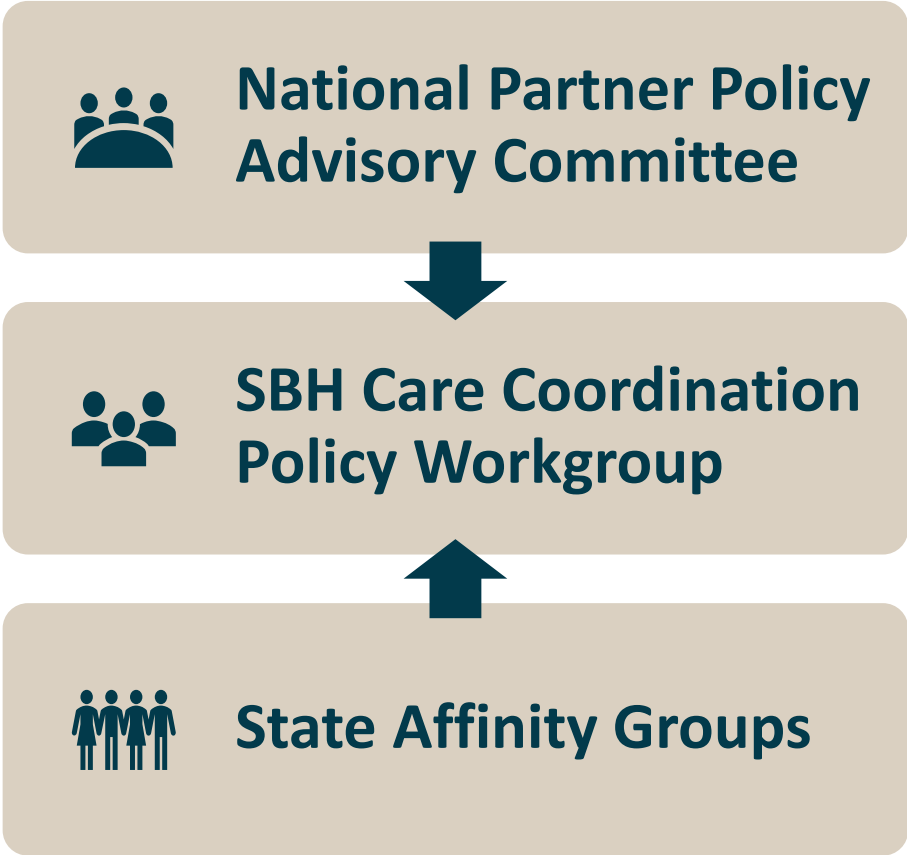 National Partner Policy
Advisory Committee
SBH Care Coordination
Policy Workgroup
State Affinity Groups